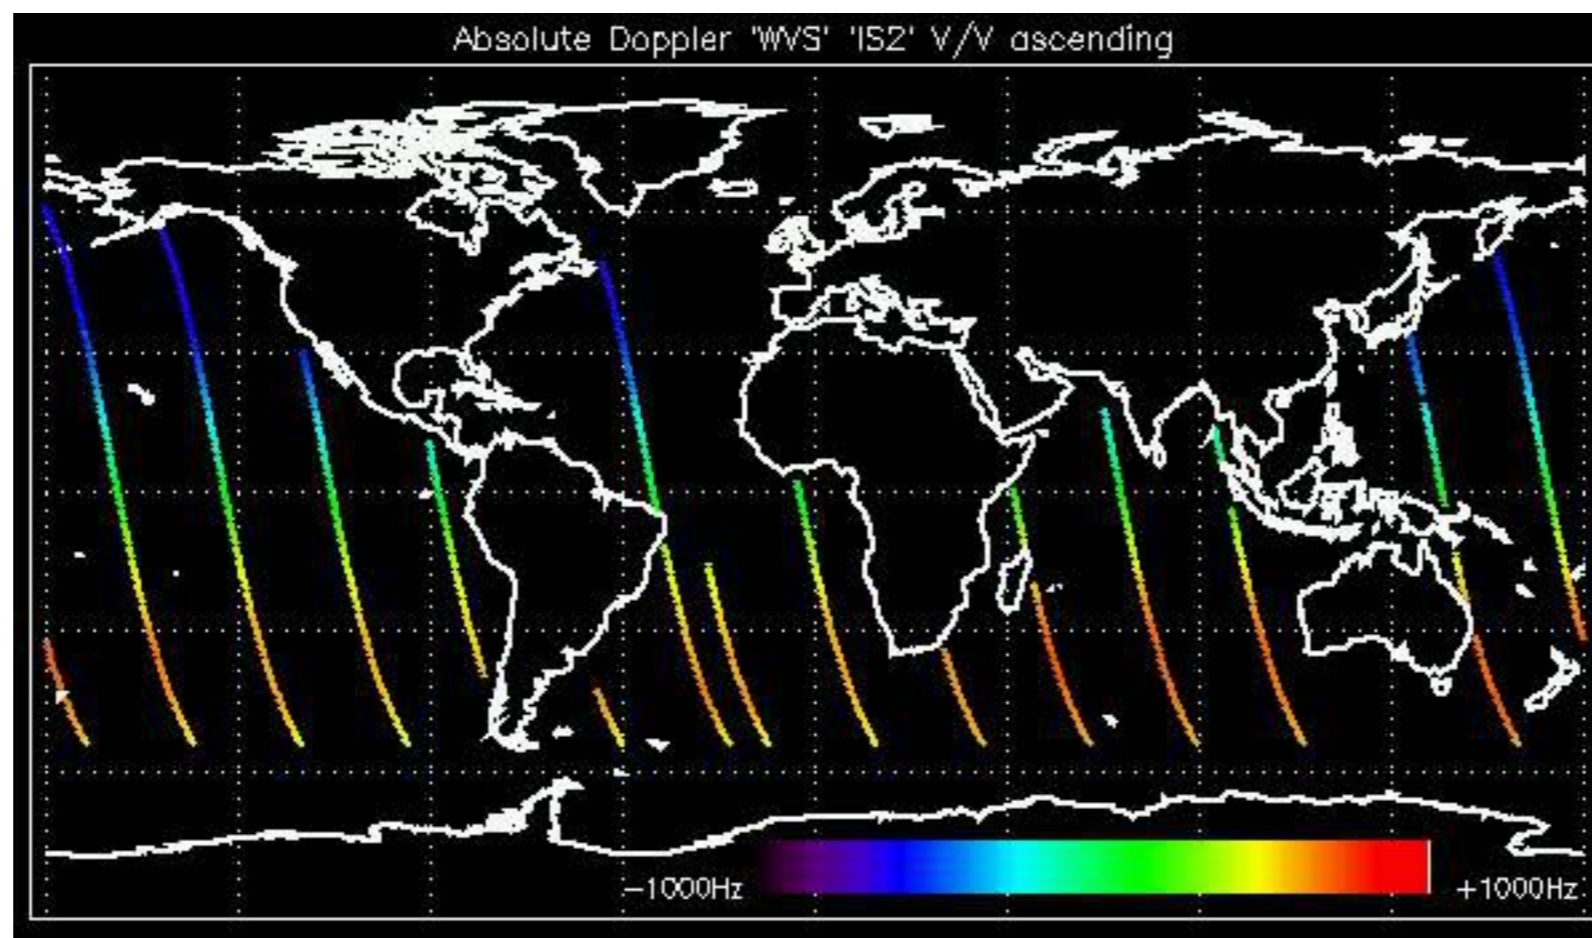 Absolute Doppler 'WVS' 'IS2' V/V ascending
-1000Hz +1000Hz